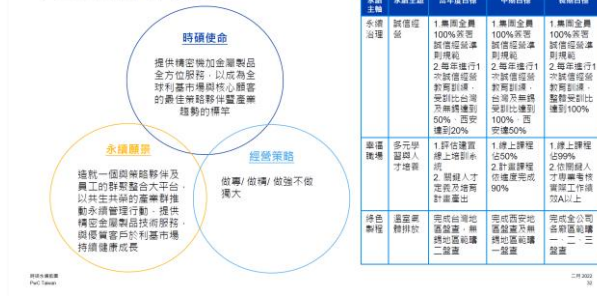 時碩使命
提供精密機加金屬製品
全方位服務，以成為全
球利基市場與核心顧客
的最佳策略夥伴暨產業
趨勢的標竿
永續願景
造就一個與策略夥伴及
員工的群聚整合大平台，
以共生共榮的產業群推
動永續管理行動，提供
精密金屬製品技術服務，
與優質客戶於利基市場
持續健康成長
經營策略
做專/ 做精/ 做強不做
獨大
主軸
永續
治理
誠信經
營
1.集團全員
100%簽署
誠信經營準
則規範
2.每年進行1
次誠信經營
教育訓練，
受訓比台灣
及無錫達到
50%，西安
達到20%
1.集團全員
100%簽署
誠信經營準
則規範
2.每年進行1
次誠信經營
教育訓練，
台灣及無錫
受訓比達到
100%，西
安達50%
1.集團全員
100%簽署
誠信經營準
則規範
2.每年進行1
次誠信經營
教育訓練，
整體受訓比
達到100%
幸福
職場
多元學
習與人
才培養
1.評估建置
線上培訓系
統
2. 關鍵人才
定義及培育
計畫產出
1.線上課程
佔50%
2.計畫課程
依進度完成
90%
1.線上課程
佔99%
2.依關鍵人
才專業考核
實際工作績
效A以上
綠色
製程
溫室氣
體排放
完成台灣地
區盤查，無
錫地區範疇
二盤查
完成西安地
區盤查及無
錫地區範疇
一盤查
完成全公司
各廠區範疇
一、二、三
盤查
PwC Taiwan
二月 2022
32